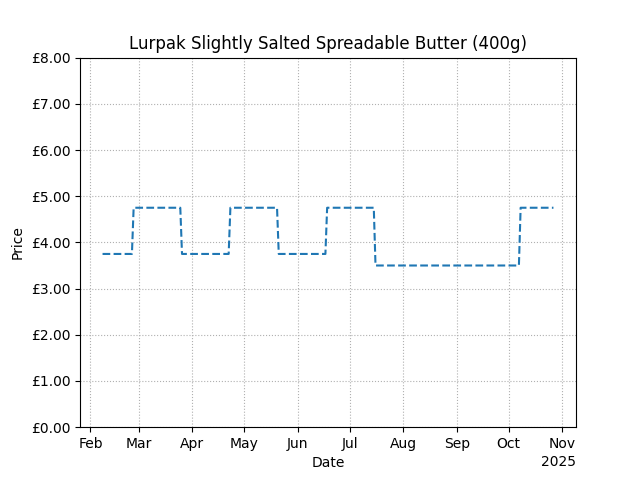 Lurpak Slightly Salted Spreadable Butter (400g)
£8.00
£7.00
£6.00
£5.00
£4.00
£3.00
£2.00
£1.00
£0.00
Price
Feb Mar Apr May Jun Jul Aug Sep Oct Nov
2025
Date